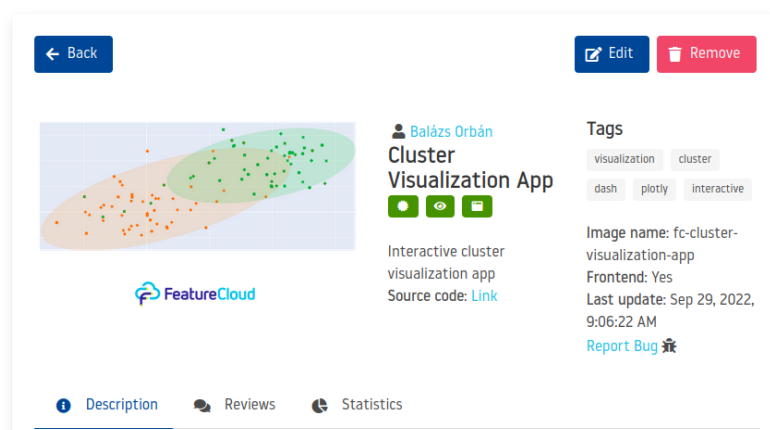 Back
Edit
Remove
Balázs Orbán
Cluster
Visualization App
Interactive cluster
visualization app
Source code: Link
Tags
visualization
cluster
dash
plotly
interactive
Image name: fc-cluster-
visualization-app
Frontend: Yes
Last update: Sep 29, 2022,
9:06:22 AM
Report Bug
FeatureCloud
Description
Reviews
Statistics